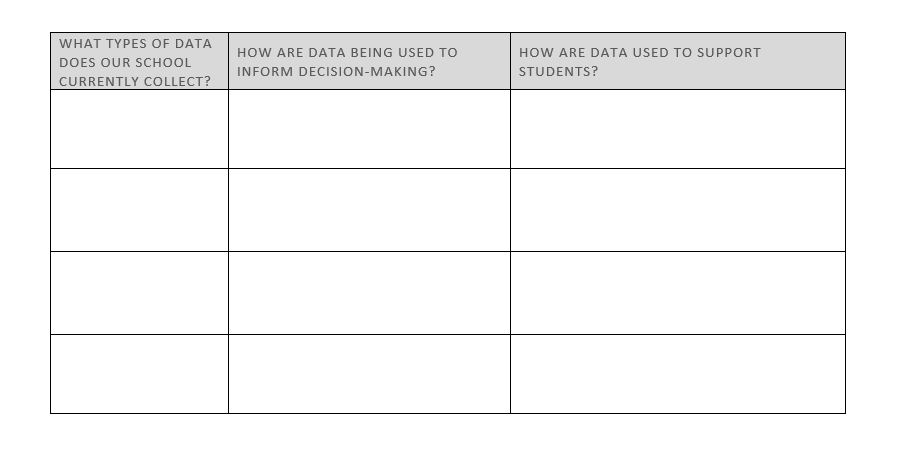 WHAT TYPES OF DATA
DOES OUR SCHOOL
CURRENTLY COLLECT?
HOW ARE DATA BEING USED TO
INFORM DECISION-MAKING?
HOW ARE DATA USED TO SUPPORT
STUDENTS?